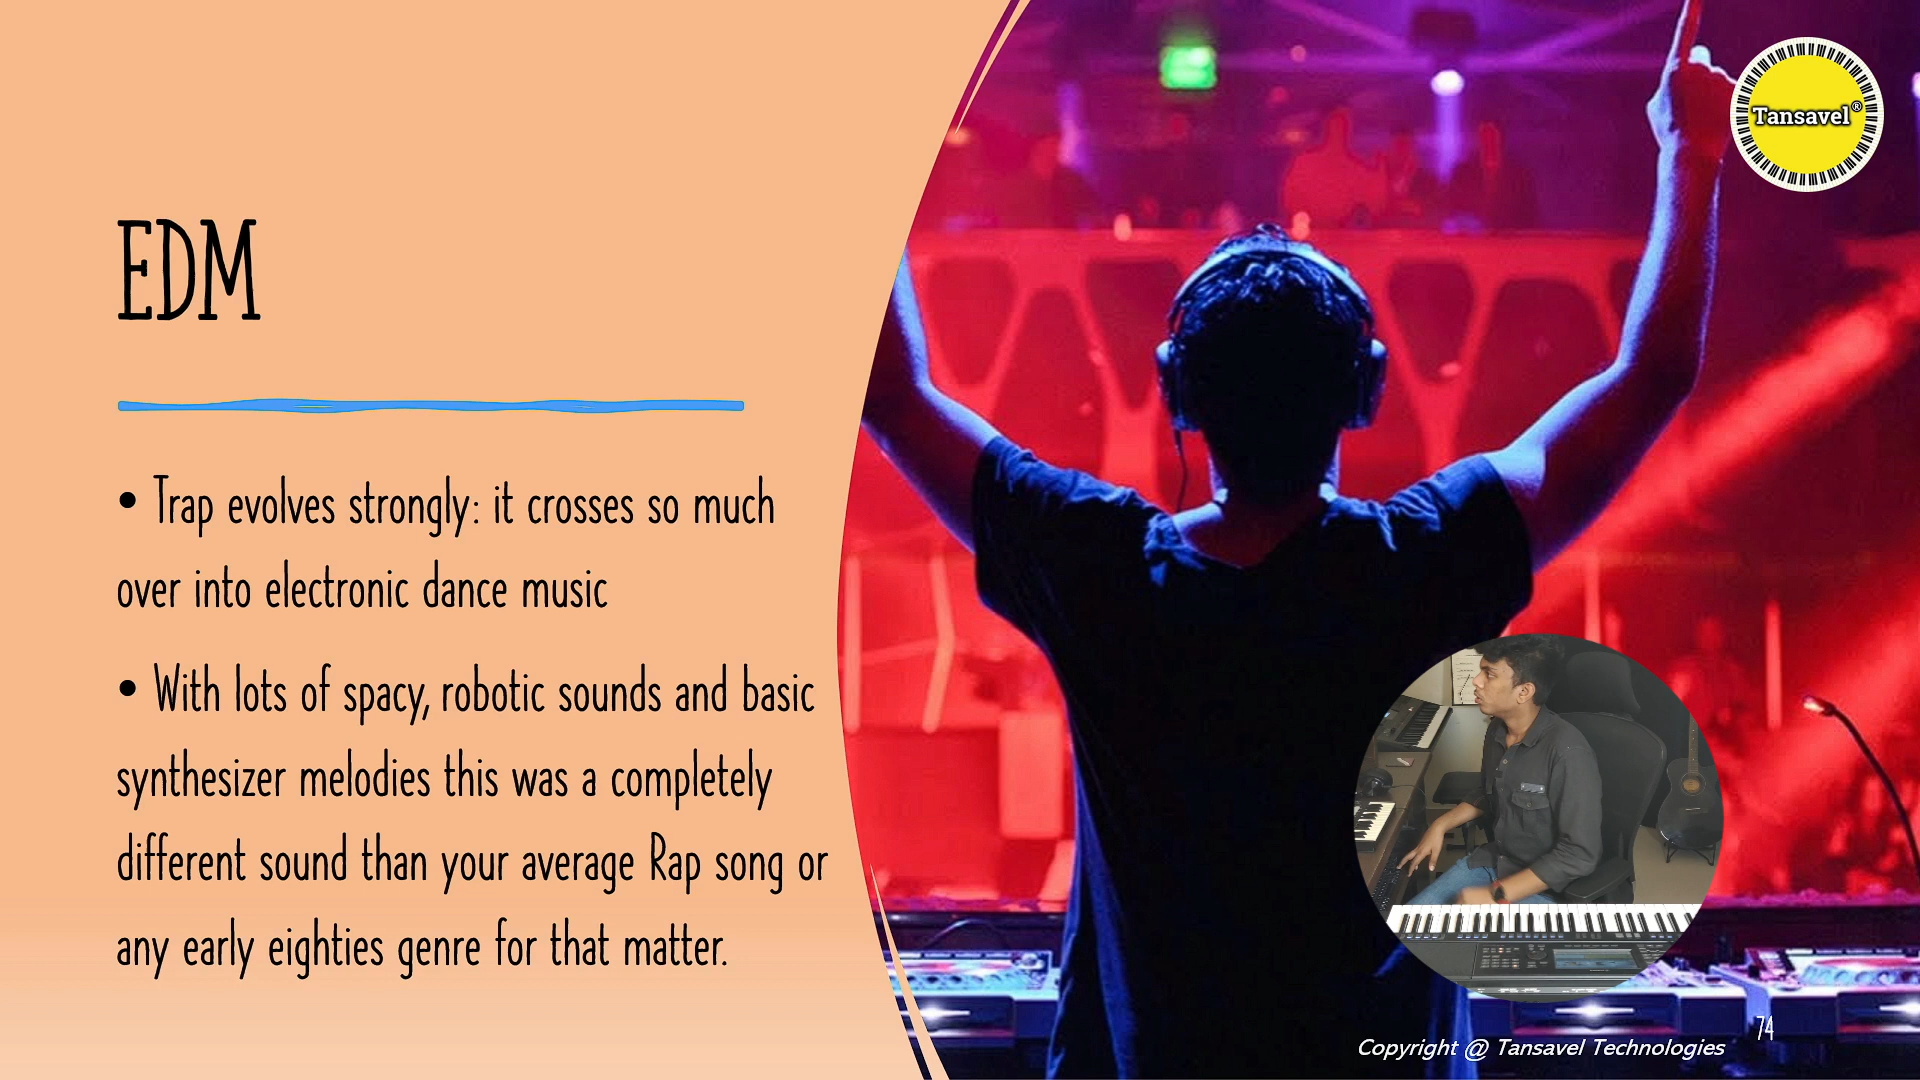 Tansavel®
EDM
• Trap evolves strongly: it crosses so much
over into electronic dance music
• With lots of spacy, robotic sounds and basic
synthesizer melodies this was a completely
different sound than your average Rap song or
any early eighties genre for that matter.
74
Copyright @ Tansavel Technologies